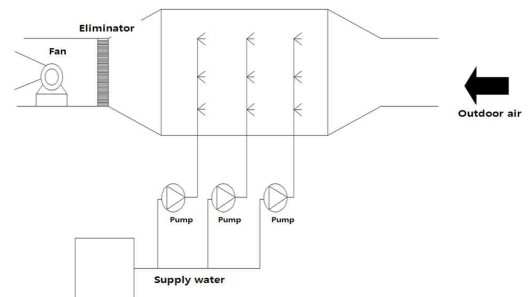 Eliminator
Fan
Outdoor air
Pump
Pump
Pump
Supply water